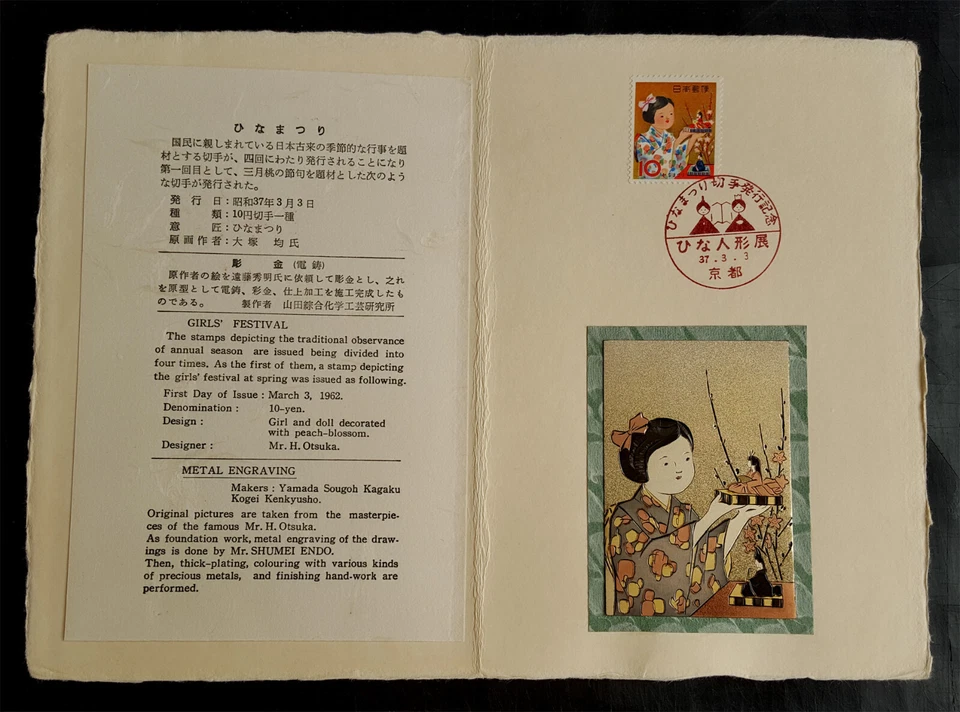 ひなまつり
国民に親しまれている日本古来の季節的な行事を題
材とする切手が、四回にわたり発行されることになり
第一回目として、三月桃の節句を題材とした次のよう
な切手が発行された。
発行日：昭和37年3月3日
種類：10円切手一種
意匠：ひなまつり
原画作者：大塚 均氏
彫金（電鋳）
原作者の絵を遠藤秀明氏に依頼して彫金とし、之れ
を原型として電鋳、彩金、仕上加工を施工完成したも
のである。 製作者 山田綜合化学工芸研究所
GIRLS' FESTIVAL
The stamps depicting the traditional observance
of annual season are issued being divided into
four times. As the first of them, a stamp depicting
the girls' festival at spring was issued as following.
First Day of Issue : March 3, 1962.
Denomination : 10-yen.
Design : Girl and doll decorated
with peach-blossom.
Designer : Mr. H. Otsuka.
METAL ENGRAVING
Makers : Yamada Sougoh Kagaku
Kogei Kenkyusho.
Original pictures are taken from the masterpie-
ces of the famous Mr. H. Otsuka.
As foundation work, metal engraving of the draw-
ings is done by Mr. SHUMEI ENDO.
Then, thick-plating, colouring with various kinds
of precious metals, and finishing hand-work are
performed.
日本郵便
10
ひなまつり切手発行記念
ひな人形展
37.3.3
京都